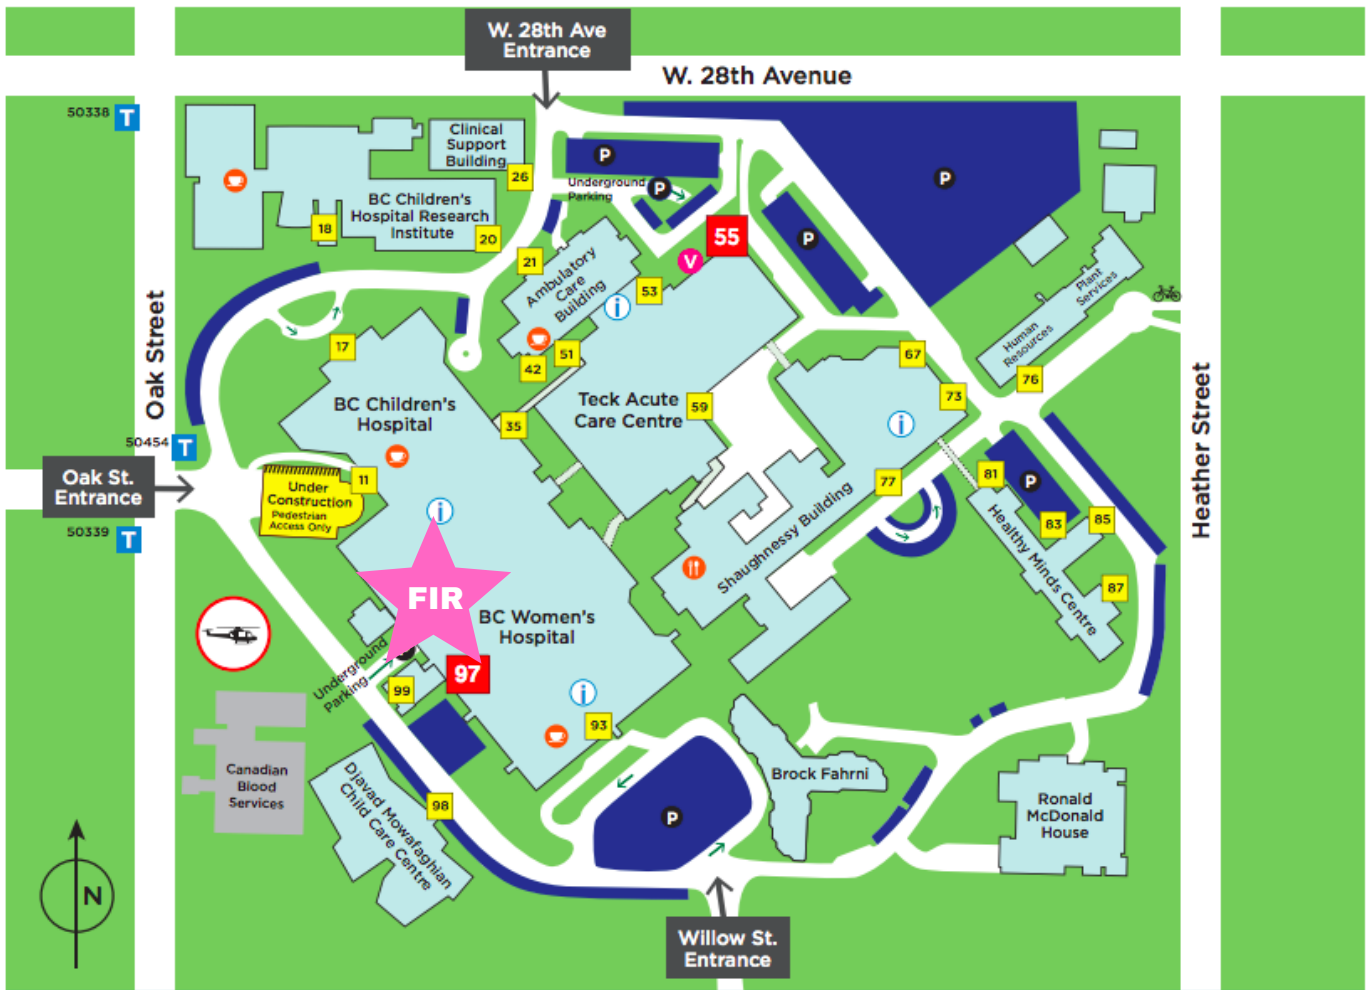 W. 28th Ave
Entrance
W. 28th Avenue
50338
T
Clinical
Support
Building
26
P
Underground
Parking
P
P
BC Children's
Hospital Research
Institute
18
20
55
V
P
21
Ambulatory
Care
Building
53
i
Plant
Services
Human
Resources
Oak Street
17
51
42
67
76
Heather Street
BC Children's
Hospital
35
Teck Acute
Care Centre
59
73
i
50454
T
Oak St.
Entrance
11
Under
Construction
Pedestrian
Access Only
i
77
81
P
83
85
50339
T
Shaughnessy Building
Healthy Minds Centre
87
FIR
BC Women's
Hospital
Underground
Parking
97
99
i
93
Canadian
Blood
Services
Djavad Mowafaghian
Child Care Centre
98
P
Brock Fahrni
Ronald
McDonald
House
N
Willow St.
Entrance